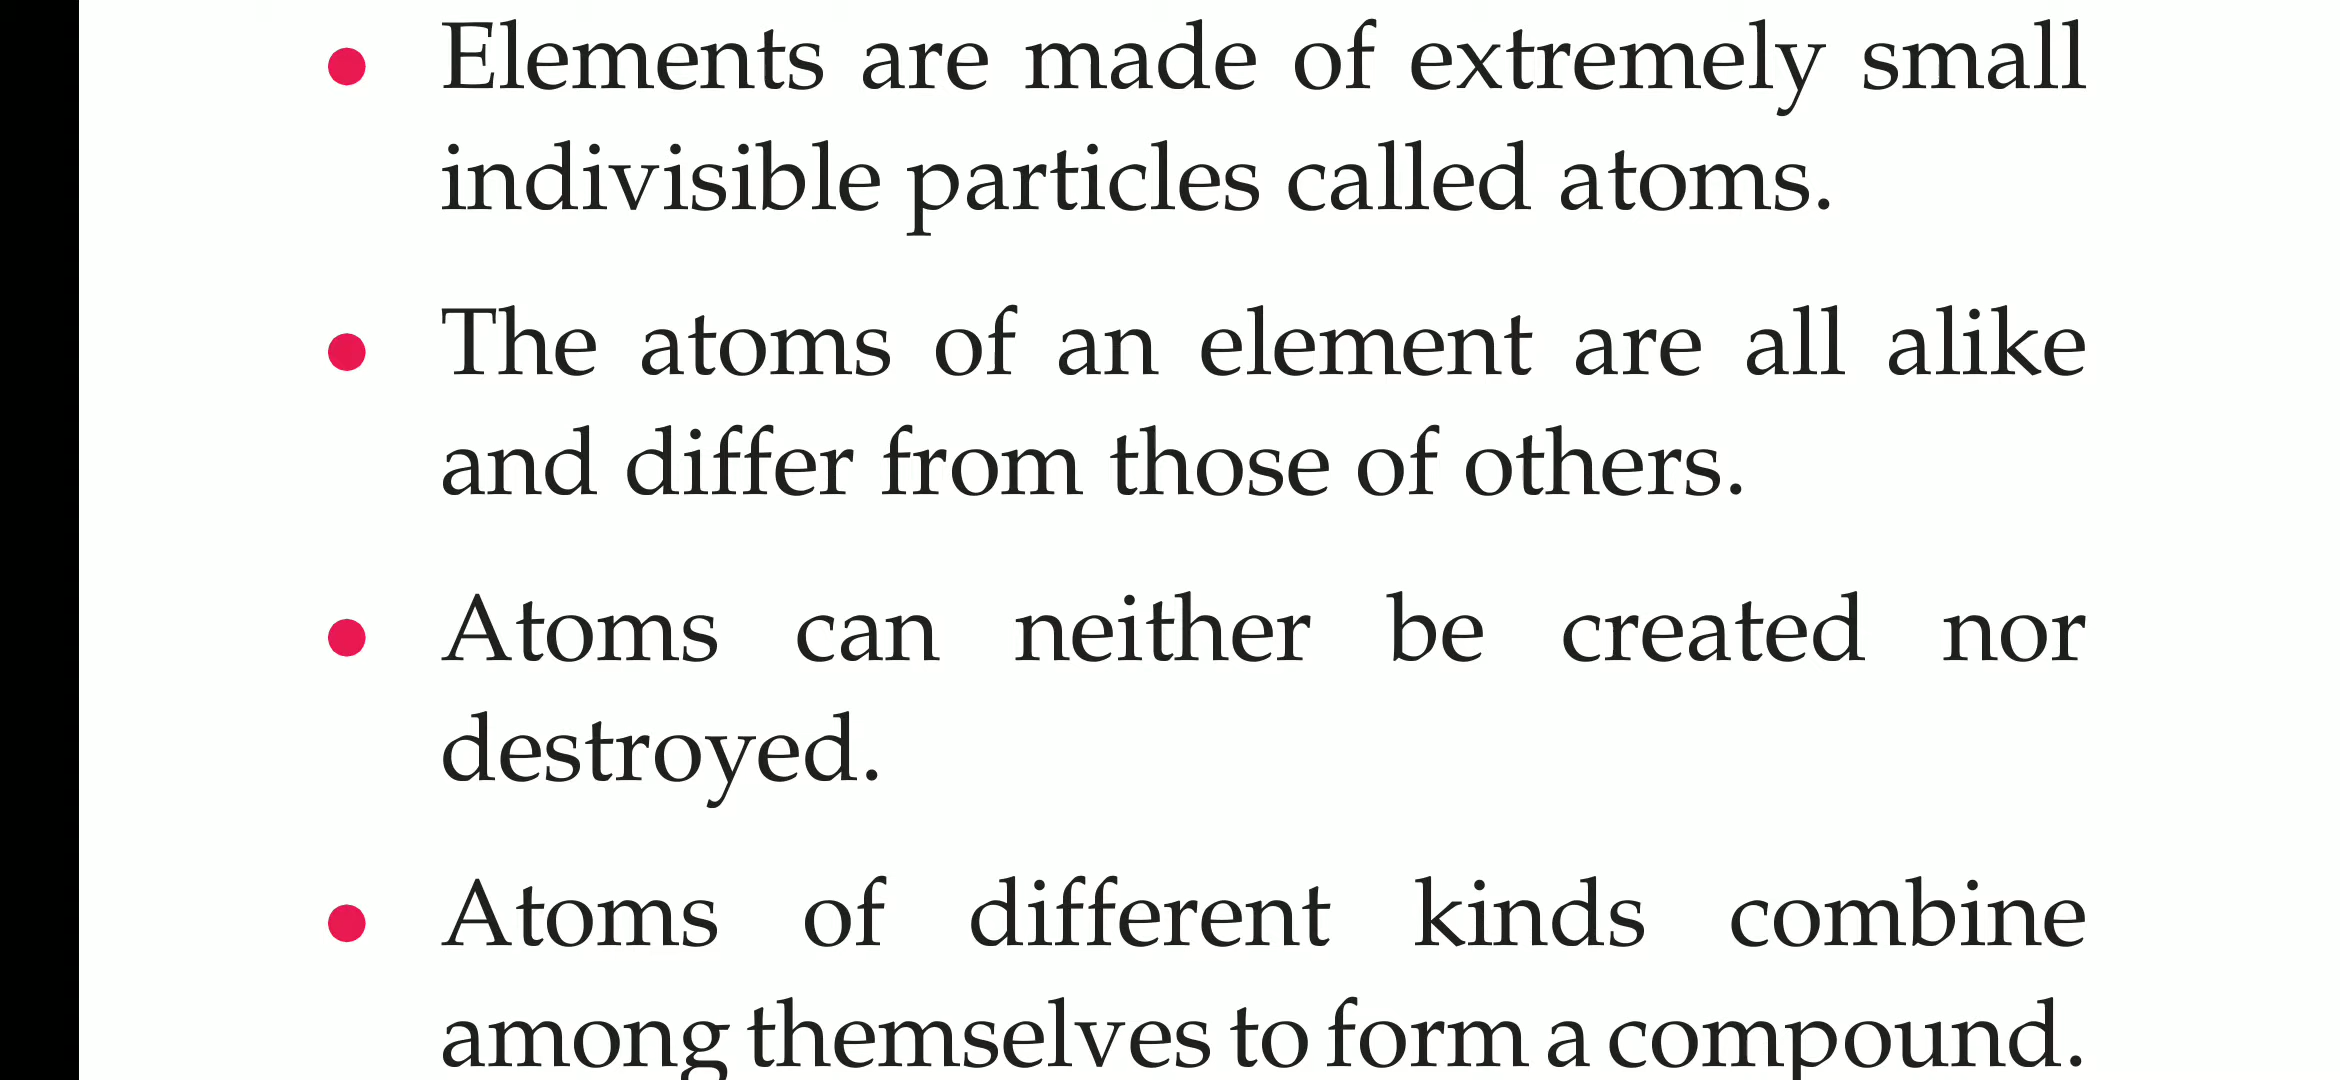 • Elements are made of extremely small
indivisible particles called atoms.
• The atoms of an element are all alike
and differ from those of others.
• Atoms can neither be created nor
destroyed.
• Atoms of different kinds combine
among themselves to form a compound.